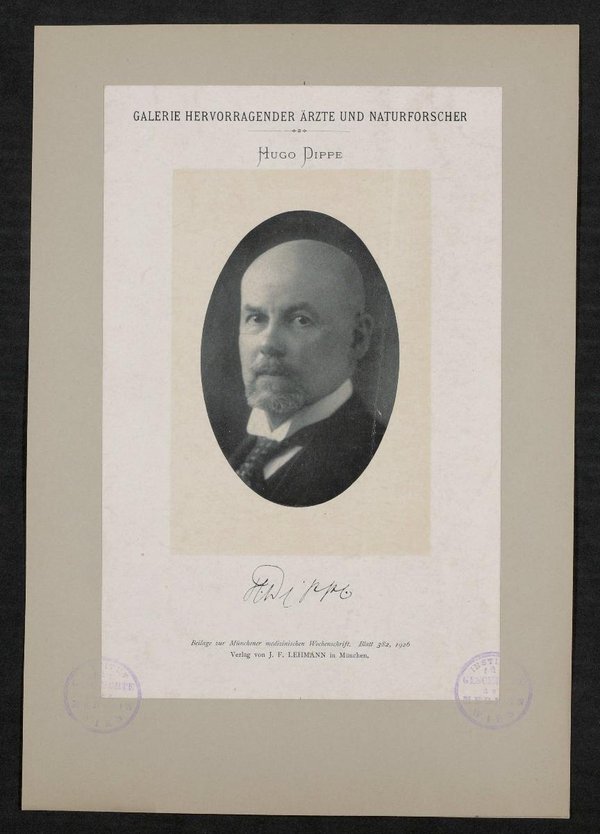 GALERIE HERVORRAGENDER ÄRZTE UND NATURFORSCHER
HUGO DIPPE
H. Dippe.
Beilage zur Münchener medizinischen Wochenschrift. Blatt 382, 1926
Verlag von J. F. LEHMANN in München.